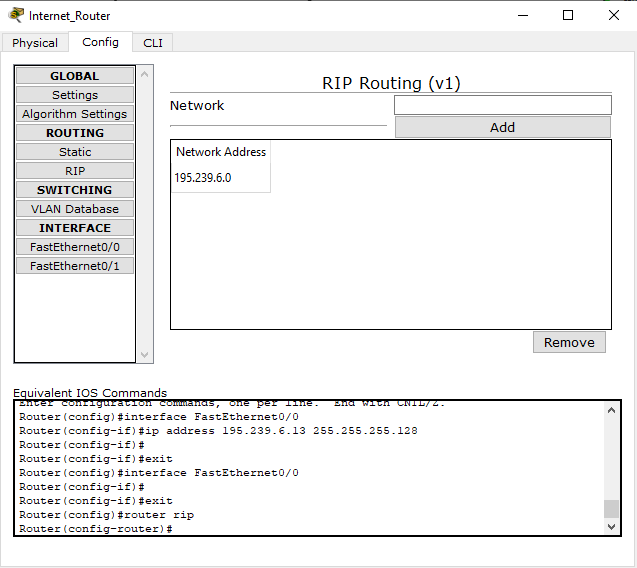 Internet_Router
Physical Config CLI
GLOBAL
Settings
Algorithm Settings
ROUTING
Static
RIP
SWITCHING
VLAN Database
INTERFACE
FastEthernet0/0
FastEthernet0/1
RIP Routing (v1)
Network
Add
Network Address
195.239.6.0
Remove
Equivalent IOS Commands
Enter configuration commands, one per line. End with CNTL/Z.
Router(config)#interface FastEthernet0/0
Router(config-if)#ip address 195.239.6.13 255.255.255.128
Router(config-if)#
Router(config-if)#exit
Router(config)#interface FastEthernet0/0
Router(config-if)#
Router(config-if)#exit
Router(config)#router rip
Router(config-router)#